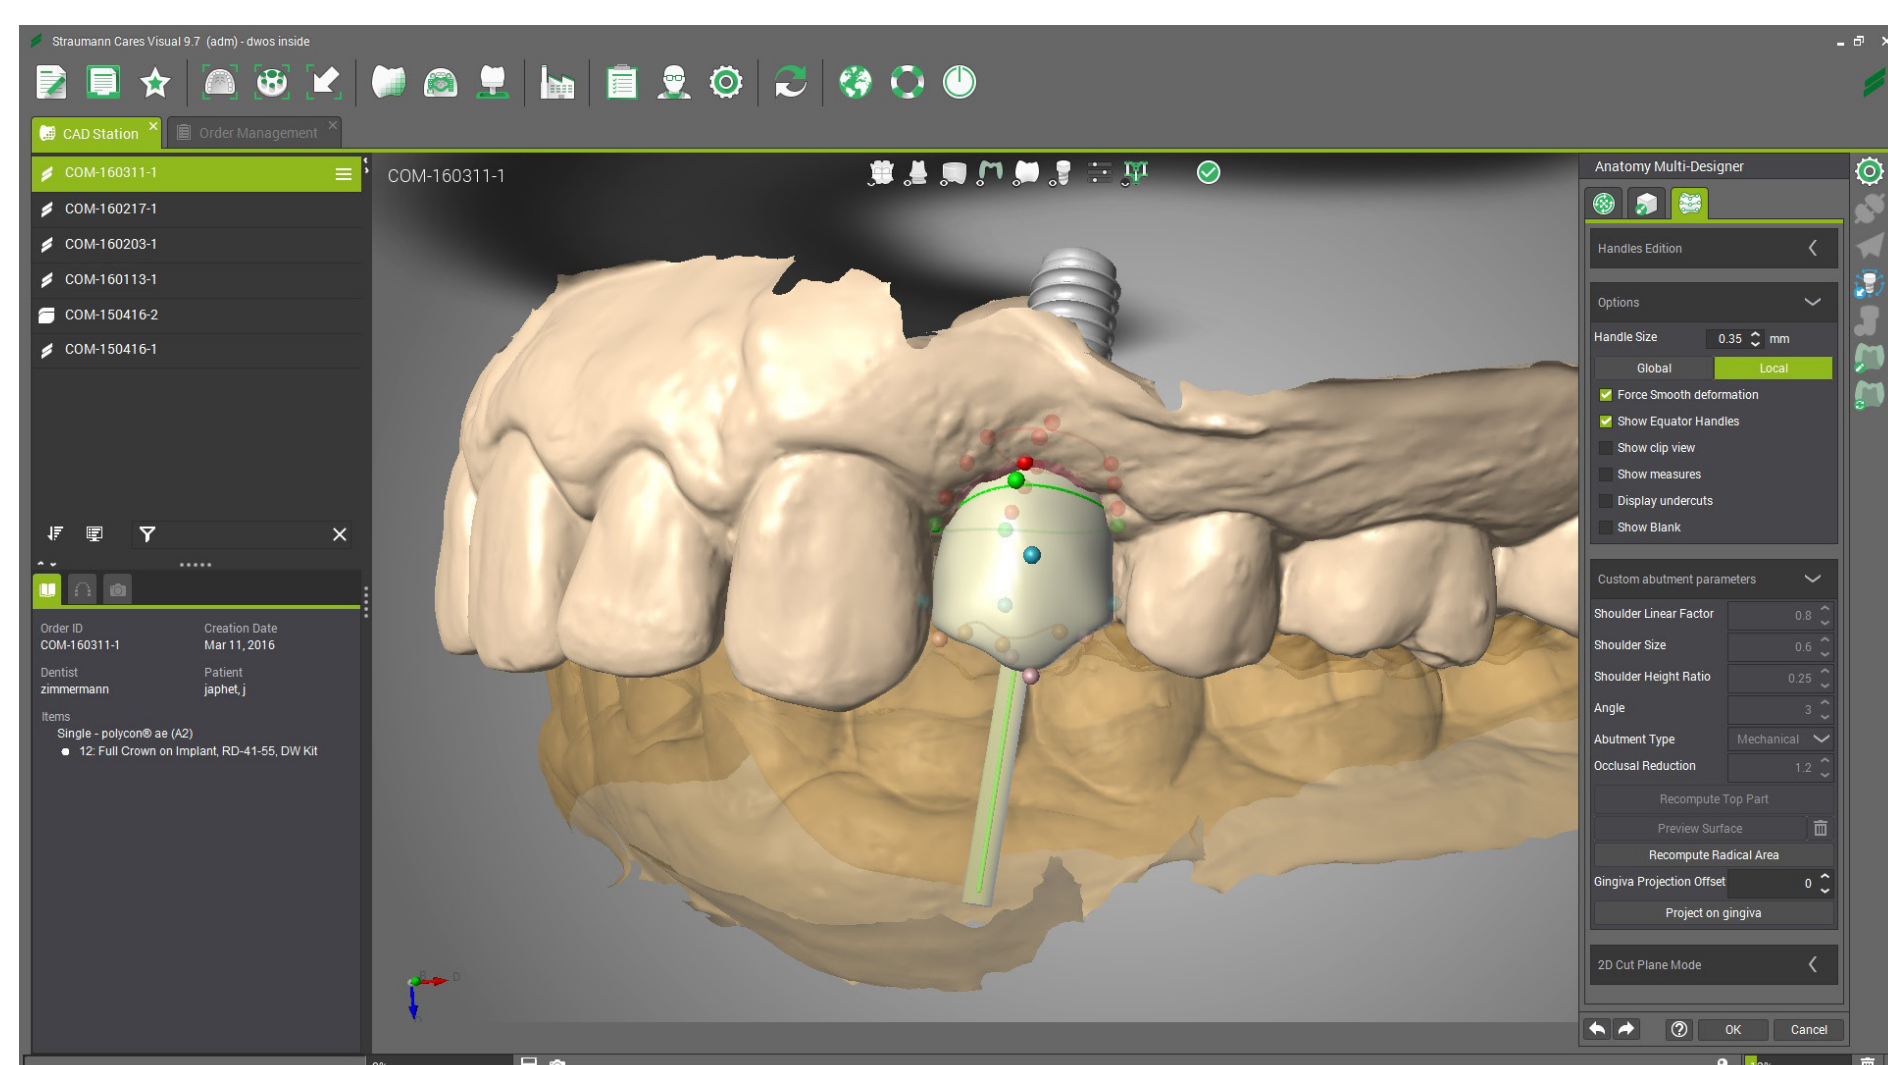 Straumann Cares Visual 9.7 (adm) - dwos inside
CAD Station
Order Management
COM-160311-1
COM-160217-1
COM-160203-1
COM-160113-1
COM-150416-2
COM-150416-1
Order ID
Creation Date
COM-160311-1
Mar 11, 2016
Dentist
Patient
zimmermann
japhet, j
Items
Single - polycon® ae (A2)
12: Full Crown on Implant, RD-41-55, DW Kit
COM-160311-1
D
Anatomy Multi-Designer
Handles Edition
Options
Handle Size 0.35 mm
Global Local
Force Smooth deformation
Show Equator Handles
Show clip view
Show measures
Display undercuts
Show Blank
Custom abutment parameters
Shoulder Linear Factor 0.8
Shoulder Size 0.6
Shoulder Height Ratio 0.25
Angle 3
Abutment Type Mechanical
Occlusal Reduction 1.2
Recompute Top Part
Preview Surface
Recompute Radical Area
Gingiva Projection Offset 0
Project on gingiva
2D Cut Plane Mode
OK Cancel